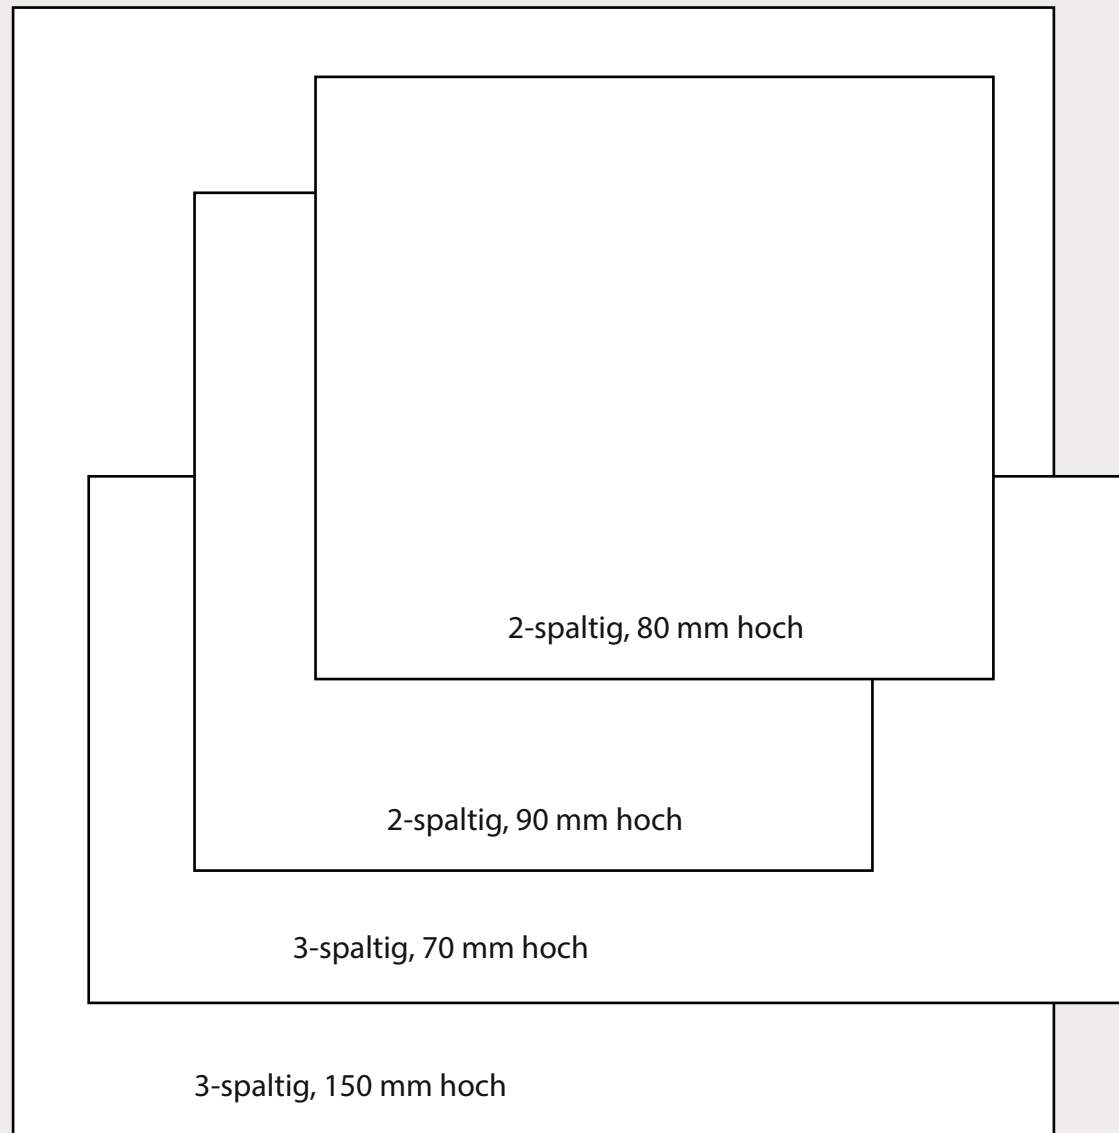 2-spaltig, 80 mm hoch
2-spaltig, 90 mm hoch
3-spaltig, 70 mm hoch
3-spaltig, 150 mm hoch